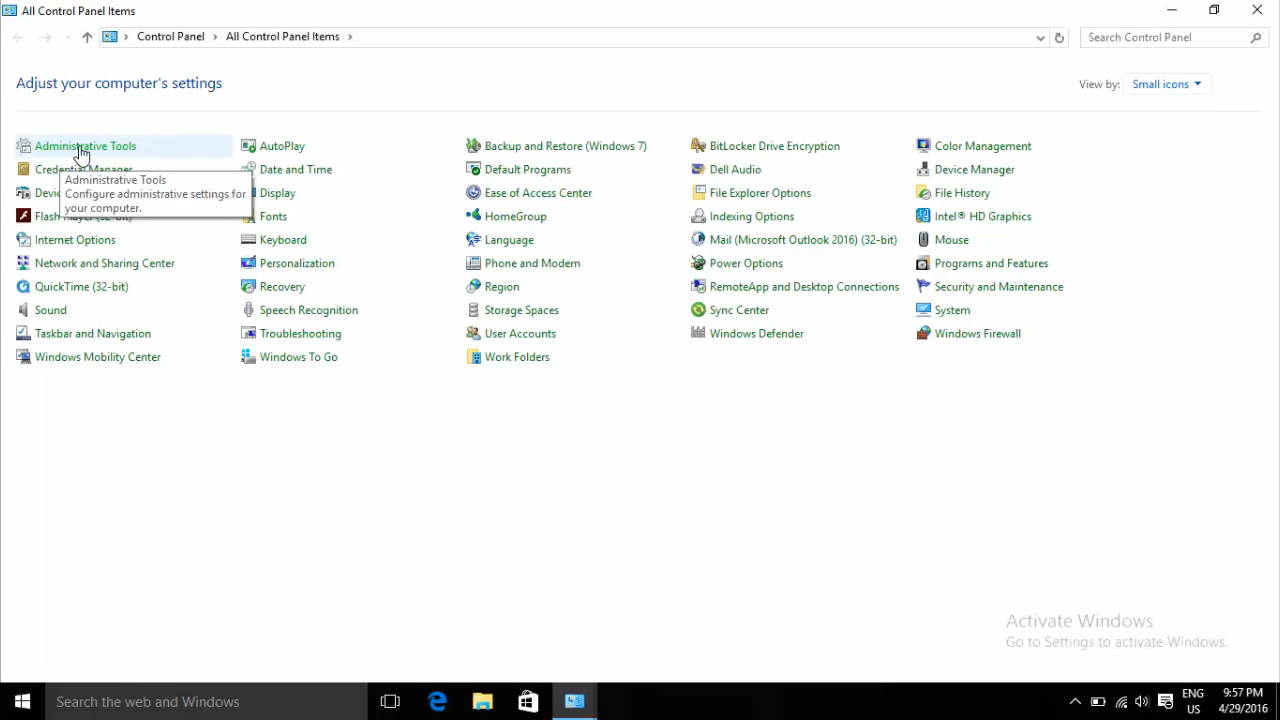 All Control Panel Items
Control Panel
All Control Panel Items
Search Control Panel
Adjust your computer's settings
View by: Small icons
Administrative Tools
AutoPlay
Backup and Restore (Windows 7)
BitLocker Drive Encryption
Color Management
Credential Manager
Date and Time
Default Programs
Dell Audio
Device Manager
Administrative Tools
Configure administrative settings for
your computer.
Devi
Display
Ease of Access Center
File Explorer Options
File History
Flash Player (32-bit)
Fonts
HomeGroup
Indexing Options
Intel® HD Graphics
Internet Options
Keyboard
Language
Mail (Microsoft Outlook 2016) (32-bit)
Mouse
Network and Sharing Center
Personalization
Phone and Modem
Power Options
Programs and Features
QuickTime (32-bit)
Recovery
Region
RemoteApp and Desktop Connections
Security and Maintenance
Sound
Speech Recognition
Storage Spaces
Sync Center
System
Taskbar and Navigation
Troubleshooting
User Accounts
Windows Defender
Windows Firewall
Windows Mobility Center
Windows To Go
Work Folders
Activate Windows
Go to Settings to activate Windows.
Search the web and Windows
ENG
US
9:57 PM
4/29/2016